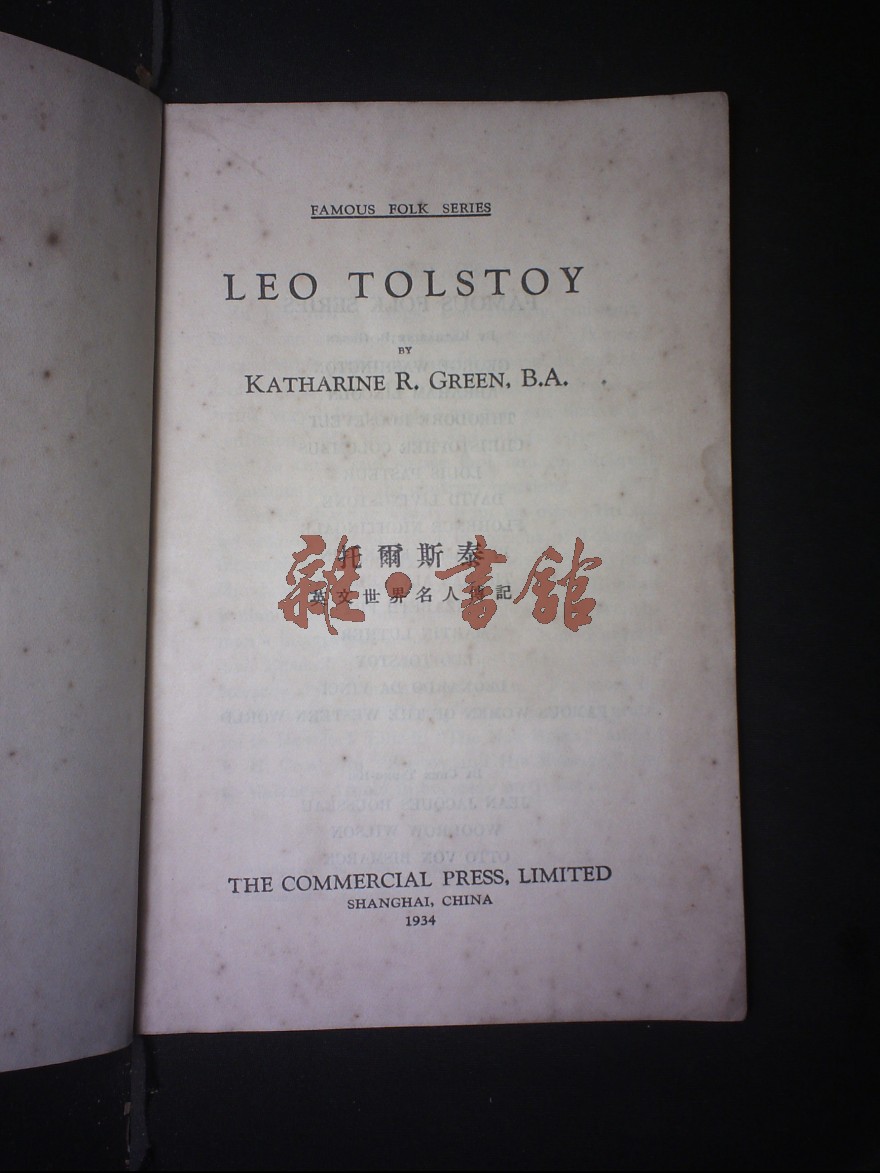 FAMOUS FOLK SERIES
LEO TOLSTOY
BY
KATHARINE R. GREEN, B.A.
托爾斯泰
英文世界名人傳記
雜·書館
THE COMMERCIAL PRESS, LIMITED
SHANGHAI, CHINA
1934